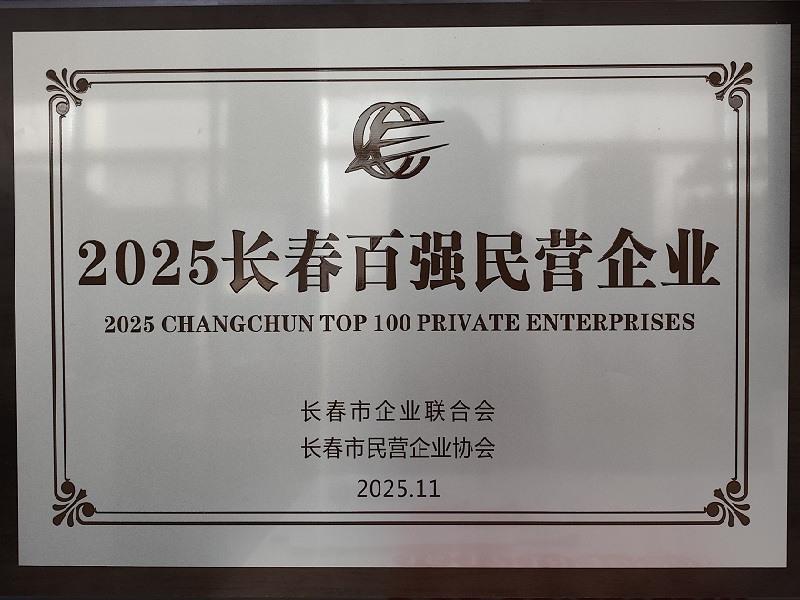 2025长春百强民营企业
2025 CHANGCHUN TOP 100 PRIVATE ENTERPRISES
长春市企业联合会
长春市民营企业协会
2025.11